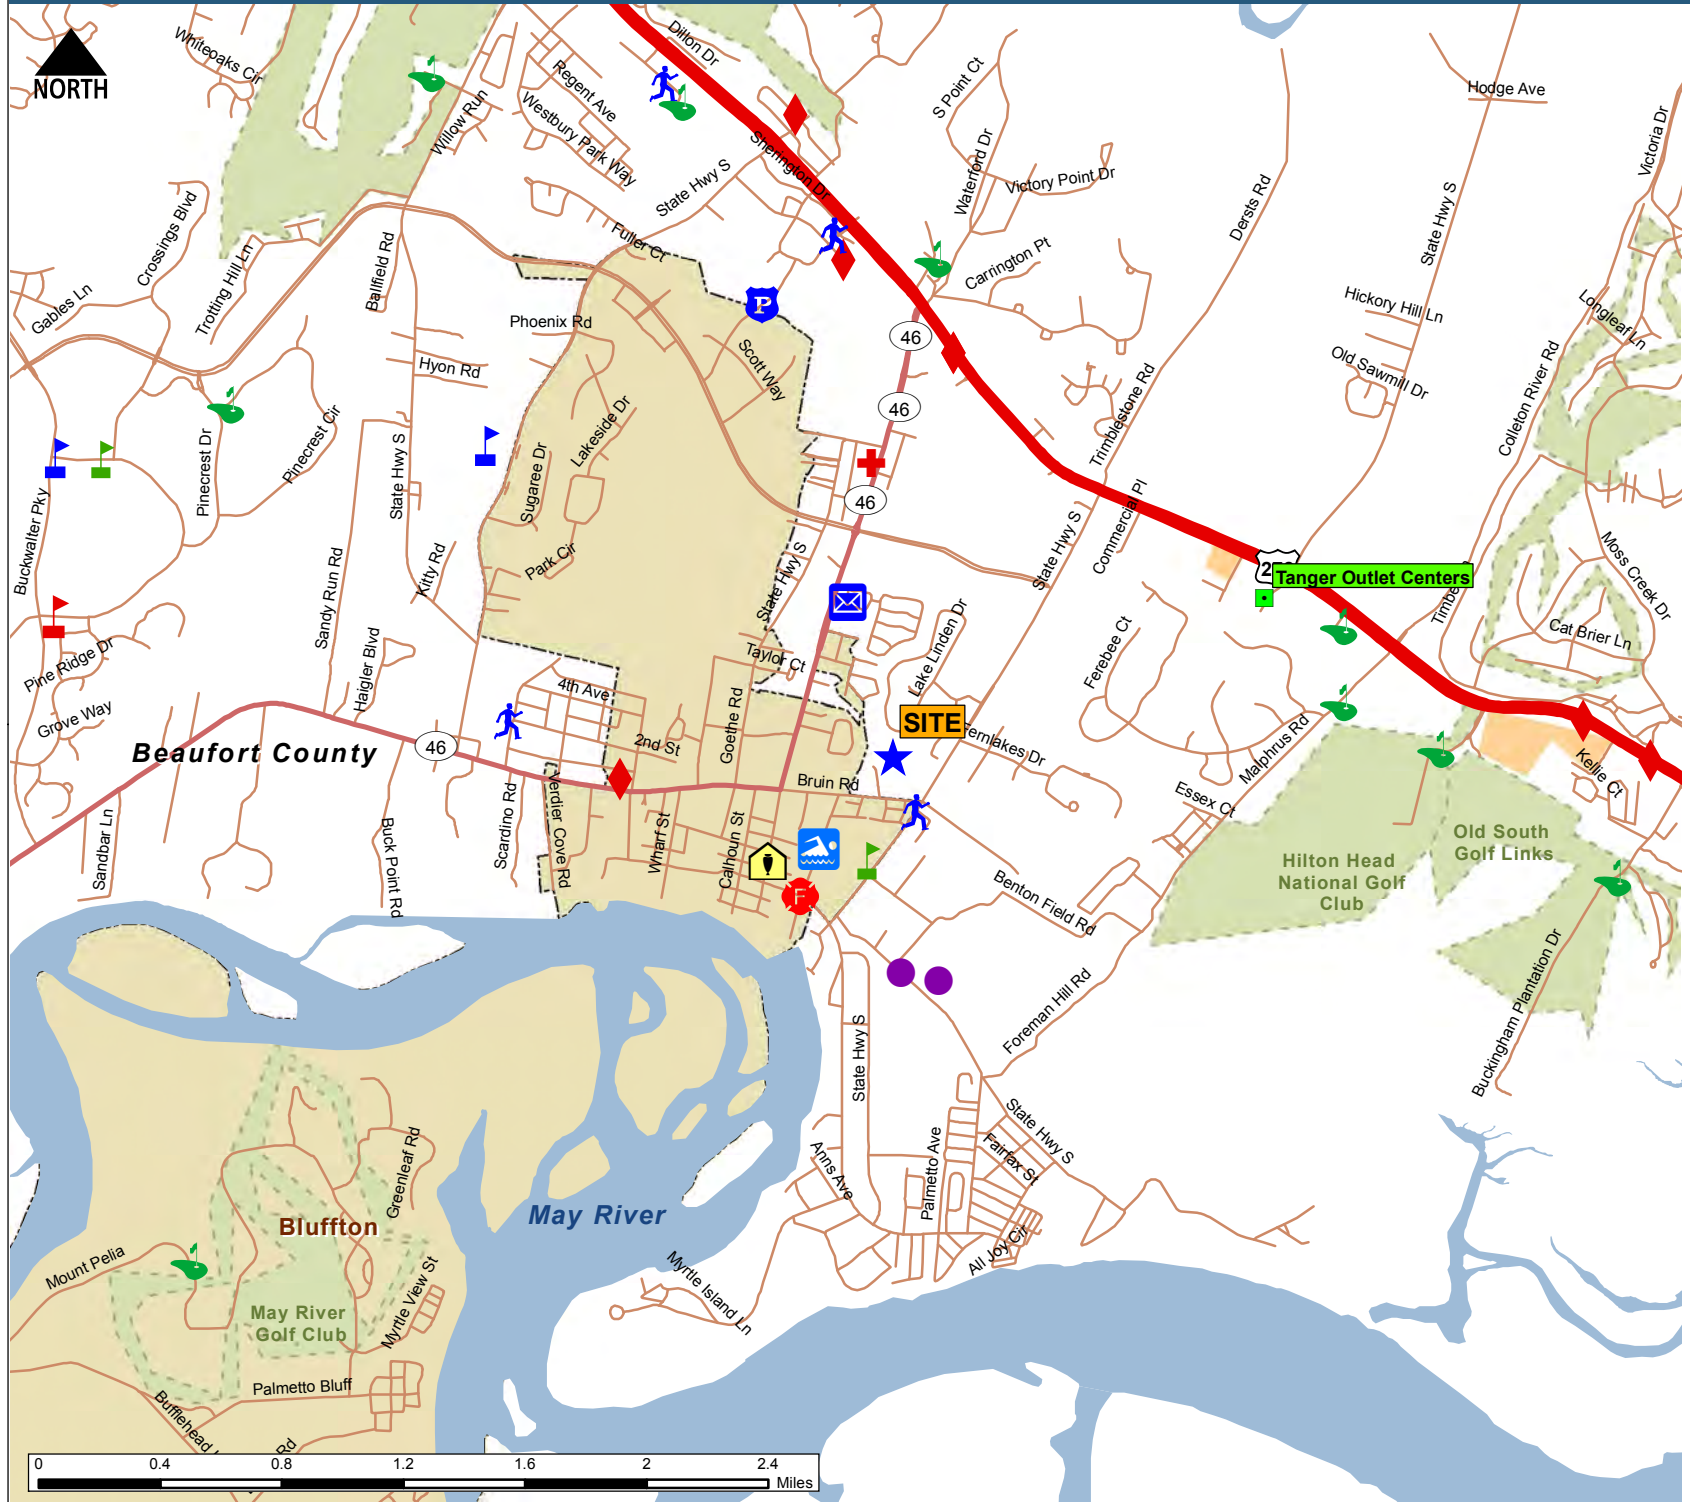 NORTH
Whiteoaks Cir
Dillon Dr
Regent Ave
Westbury Park Way
Willow Run
State Hwy S
Sherington Dr
S Point Ct
Waterford Dr
Victory Point Dr
Hodge Ave
Victoria Dr
Crossings Blvd
Trotting Hill Ln
Ballfield Rd
Fuller Ct
Carrington Pt
Dersts Rd
State Hwy S
Gables Ln
Phoenix Rd
P
Scott Way
46
Hickory Hill Ln
Longleaf Ln
Hyon Rd
Old Sawmill Dr
Colleton River Rd
46
Lakeside Dr
Trimblestone Rd
Pinecrest Cir
Pinecrest Dr
State Hwy S
Sugaree Dr
46
Buckwalter Pky
Sandy Run Rd
Kitty Rd
Park Cir
State Hwy S
State Hwy S
Commercial Pl
Moss Creek Dr
Tanger Outlet Centers
Pine Ridge Dr
Haigler Blvd
Taylor Ct
Lake Linden Dr
Ferebee Ct
Cat Brier Ln
Grove Way
4th Ave
Goethe Rd
SITE
Fernlakes Dr
Malphrus Rd
Beaufort County
46
2nd St
Bruin Rd
Kellie Ct
Essex Ct
Sandbar Ln
Buck Point Rd
Scardino Rd
Verdier Cove Rd
Wharf St
Calhoun St
F
Old South
Golf Links
Hilton Head
National Golf
Club
Benton Field Rd
Buckingham Plantation Dr
Foreman Hill Rd
State Hwy S
State Hwy S
Fairfax St
Palmetto Ave
Anns Ave
All Joy Cir
Greenleaf Rd
Bluffton
May River
Mount Pelia
Myrtle View St
Myrtle Island Ln
May River
Golf Club
Palmetto Bluff
Bufflehead
Rd
0 0.4 0.8 1.2 1.6 2 2.4
Miles